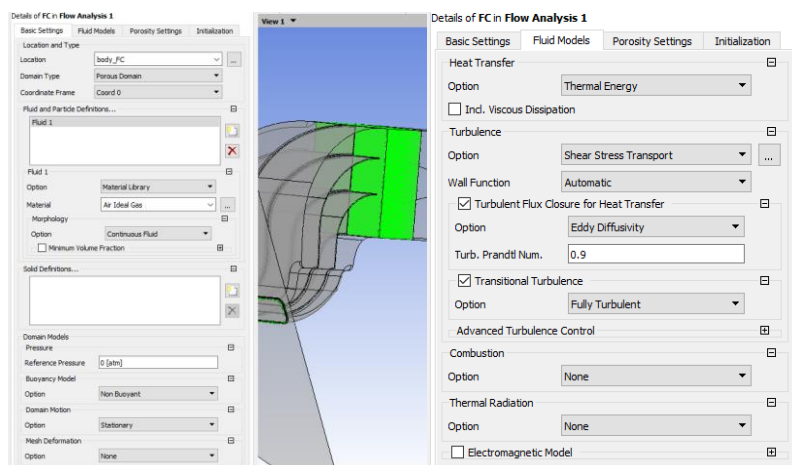 Details of FC in Flow Analysis 1
Basic Settings Fluid Models Porosity Settings Initialization
Location and Type
Location body_FC ...
Domain Type Porous Domain
Coordinate Frame Coord 0
Fluid and Particle Definitions...
Fluid 1
Fluid 1
Option Material Library
Material Air Ideal Gas ...
Morphology
Option Continuous Fluid
Minimum Volume Fraction
Solid Definitions...
Domain Models
Pressure
Reference Pressure 0 [atm]
Buoyancy Model
Option Non Buoyant
Domain Motion
Option Stationary
Mesh Deformation
Option None
View 1
Details of FC in Flow Analysis 1
Basic Settings Fluid Models Porosity Settings Initialization
Heat Transfer
Option Thermal Energy
Incl. Viscous Dissipation
Turbulence
Option Shear Stress Transport ...
Wall Function Automatic
Turbulent Flux Closure for Heat Transfer
Option Eddy Diffusivity
Turb. Prandtl Num. 0.9
Transitional Turbulence
Option Fully Turbulent
Advanced Turbulence Control
Combustion
Option None
Thermal Radiation
Option None
Electromagnetic Model